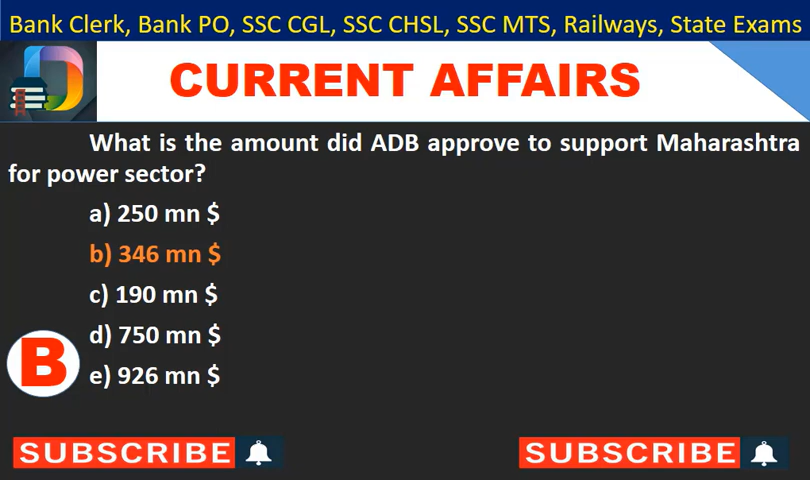 Bank Clerk, Bank PO, SSC CGL, SSC CHSL, SSC MTS, Railways, State Exams
CURRENT AFFAIRS
What is the amount did ADB approve to support Maharashtra
for power sector?
a) 250 mn $
b) 346 mn $
c) 190 mn $
d) 750 mn $
e) 926 mn $
B
SUBSCRIBE
SUBSCRIBE